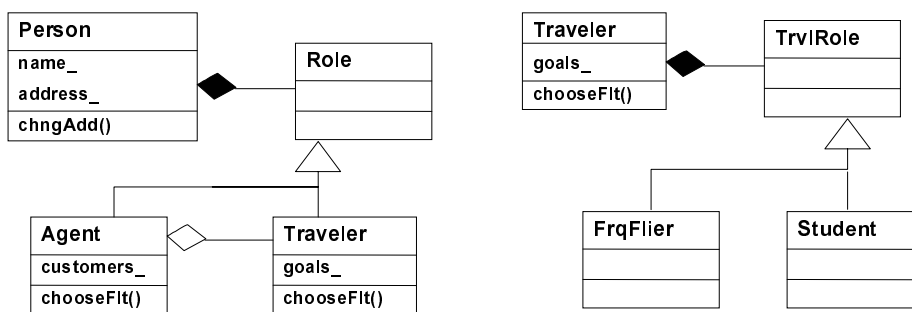 Person
name_
address_
chngAdd()
Role
Agent
customers_
chooseFlt()
Traveler
goals_
chooseFlt()
Traveler
goals_
chooseFlt()
TrvlRole
FrqFlier
Student